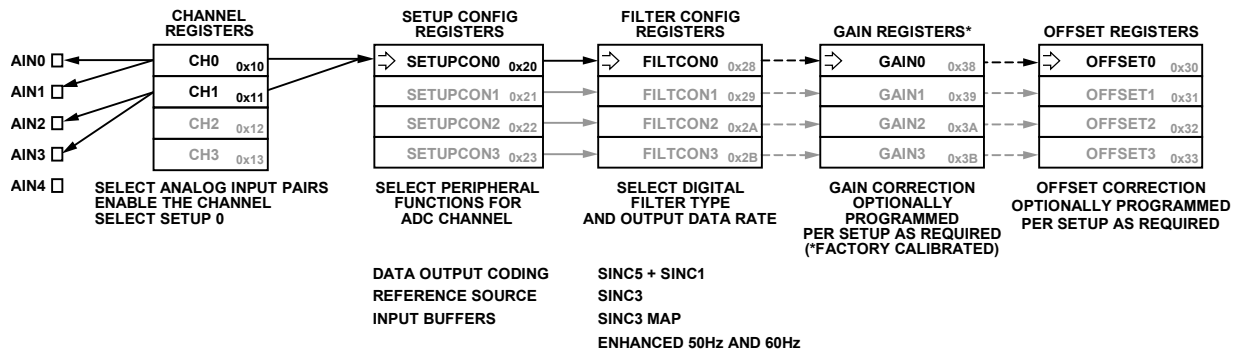 CHANNEL
REGISTERS
SETUP CONFIG
REGISTERS
FILTER CONFIG
REGISTERS
GAIN REGISTERS*
OFFSET REGISTERS
AIN0
CH0 0x10
SETUPCON0 0x20
FILTCON0 0x28
GAIN0 0x38
OFFSET0 0x30
AIN1
CH1 0x11
SETUPCON1 0x21
FILTCON1 0x29
GAIN1 0x39
OFFSET1 0x31
AIN2
CH2 0x12
SETUPCON2 0x22
FILTCON2 0x2A
GAIN2 0x3A
OFFSET2 0x32
AIN3
CH3 0x13
SETUPCON3 0x23
FILTCON3 0x2B
GAIN3 0x3B
OFFSET3 0x33
AIN4
SELECT ANALOG INPUT PAIRS
ENABLE THE CHANNEL
SELECT SETUP 0
SELECT PERIPHERAL
FUNCTIONS FOR
ADC CHANNEL
SELECT DIGITAL
FILTER TYPE
AND OUTPUT DATA RATE
GAIN CORRECTION
OPTIONALLY
PROGRAMMED
PER SETUP AS REQUIRED
(*FACTORY CALIBRATED)
OFFSET CORRECTION
OPTIONALLY PROGRAMMED
PER SETUP AS REQUIRED
DATA OUTPUT CODING
REFERENCE SOURCE
INPUT BUFFERS
SINC5 + SINC1
SINC3
SINC3 MAP
ENHANCED 50Hz AND 60Hz